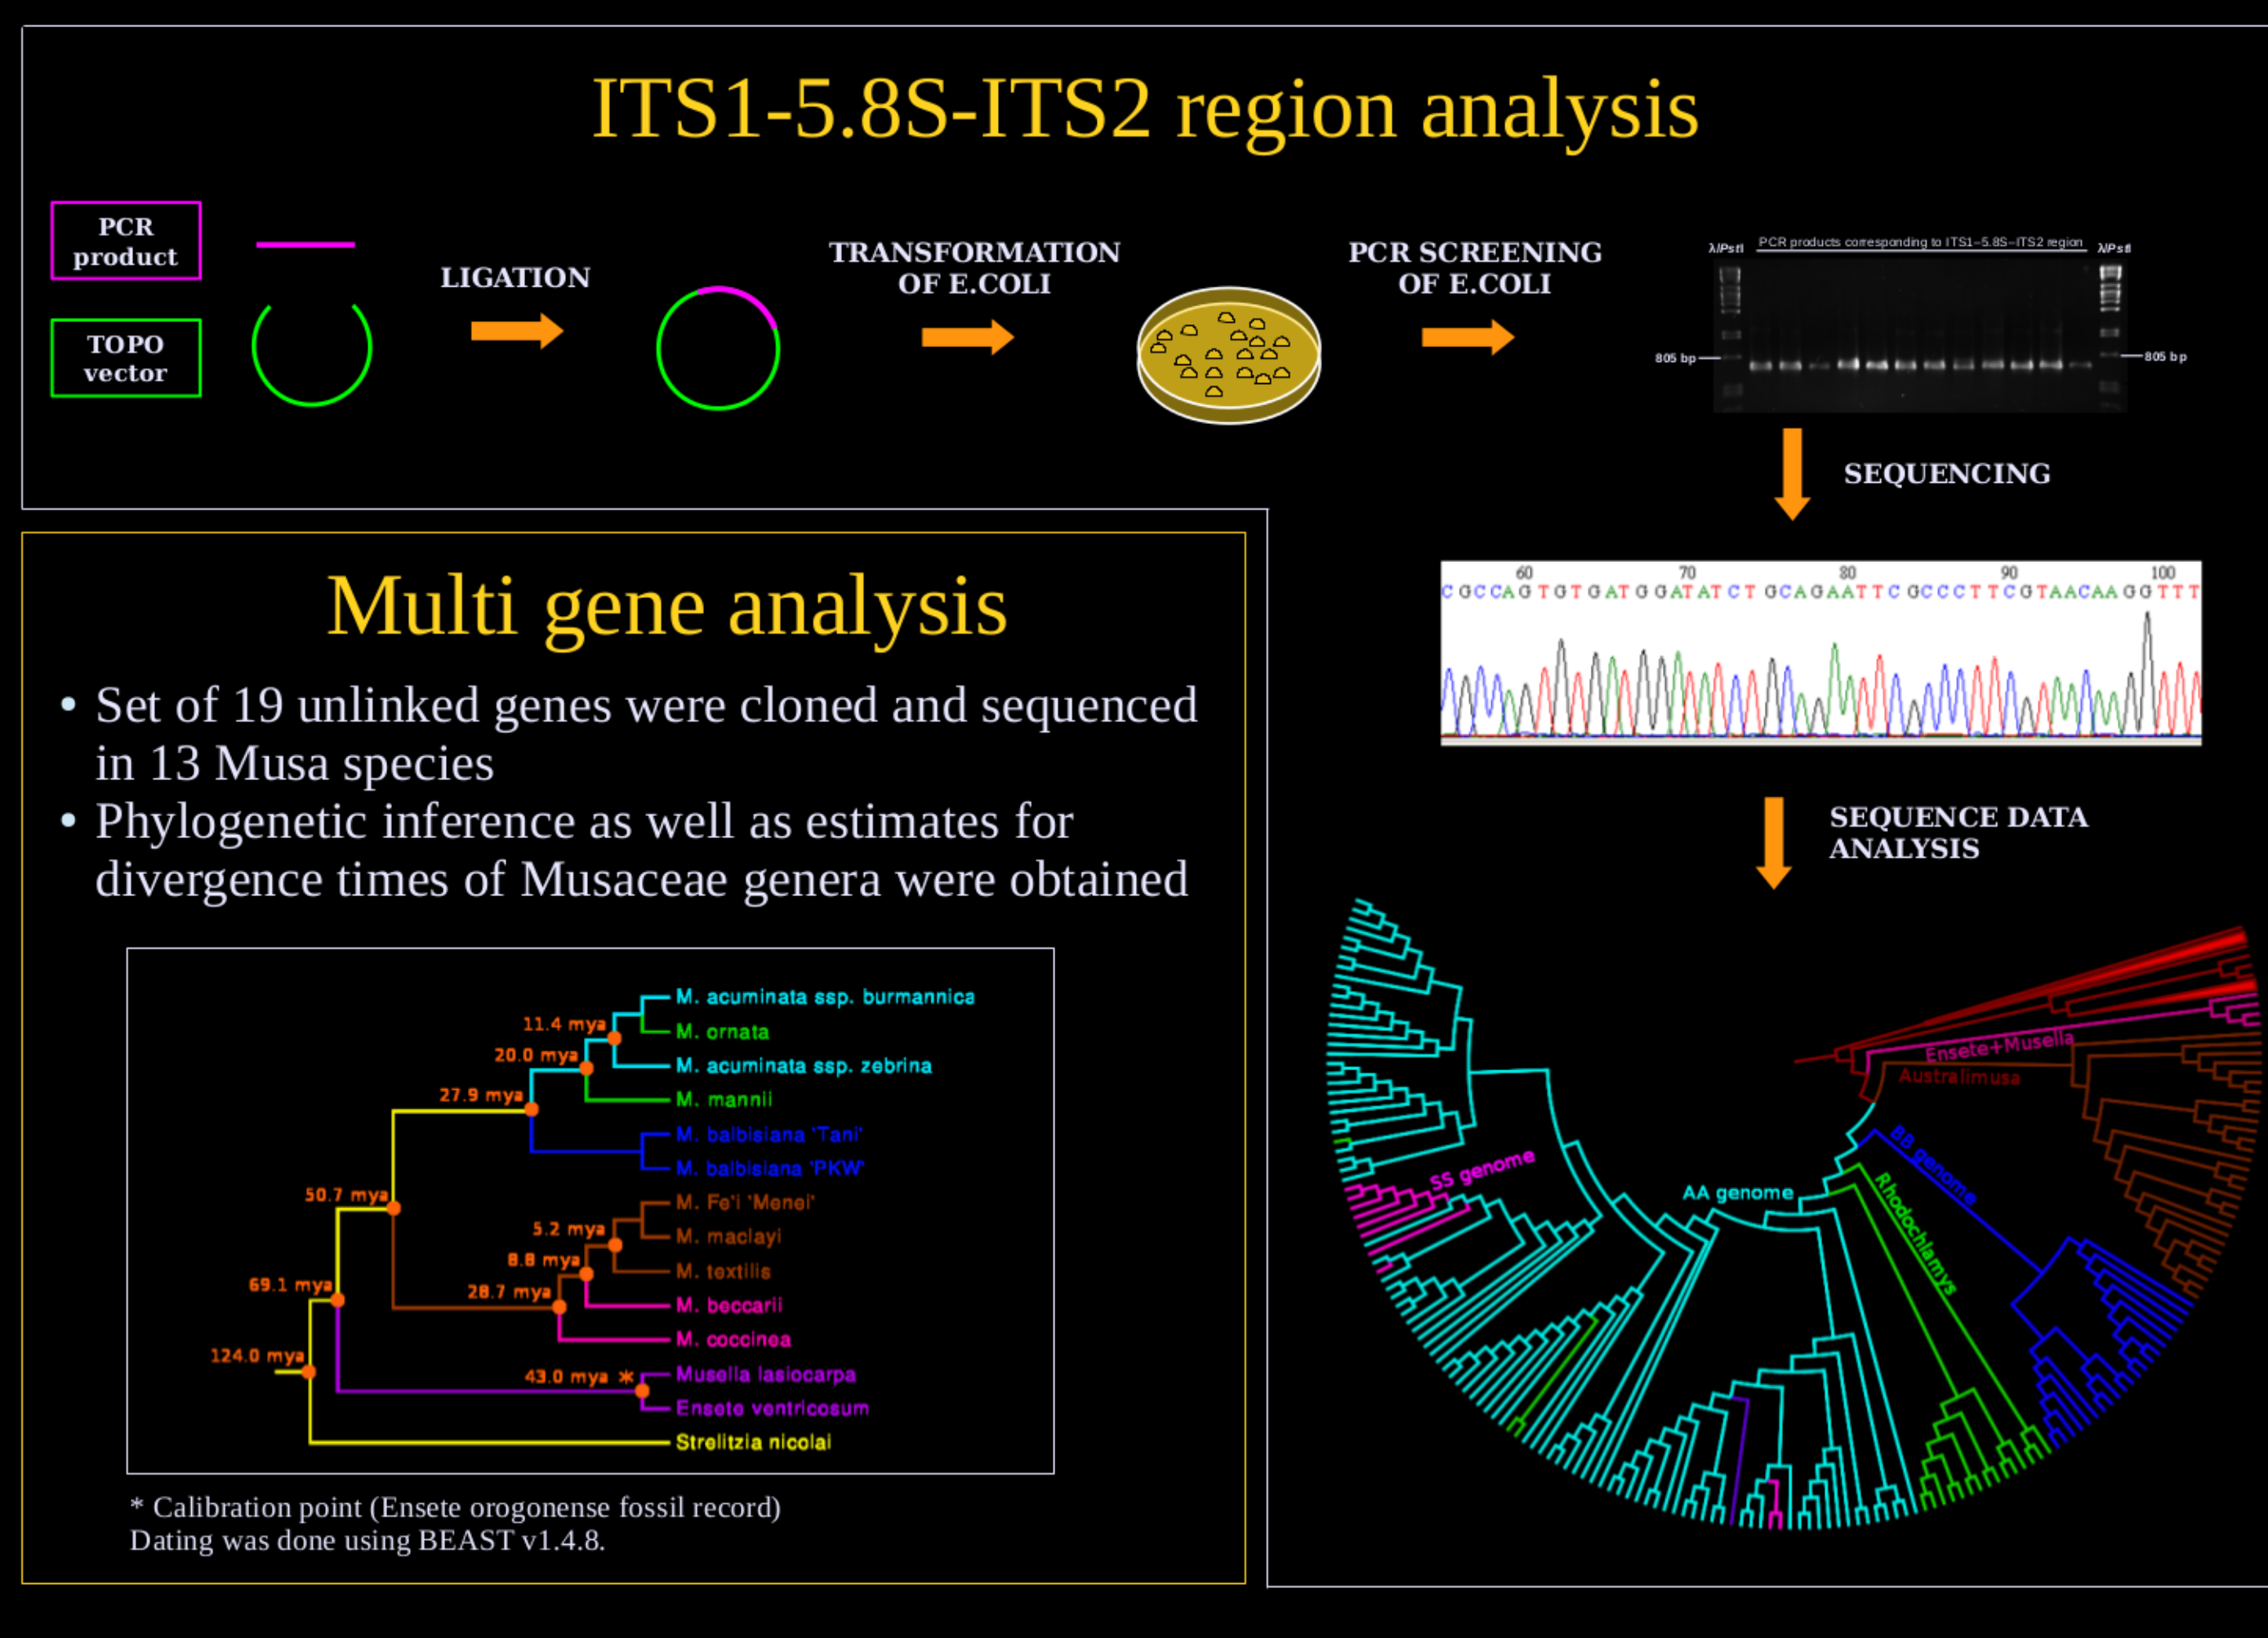 ITS1-5.8S-ITS2 region analysis
PCR
product
TOPO
vector
LIGATION
TRANSFORMATION
OF E.COLI
PCR SCREENING
OF E.COLI
λ/PstI
PCR products corresponding to ITS1–5.8S–ITS2 region
λ/PstI
805 bp
805 bp
SEQUENCING
60 70 80 90 100
CGCCAGTGTGATGGATATCTGCAGAATTCGCCCTTCGTAACAAGGTTT
SEQUENCE DATA
ANALYSIS
Ensete+Musella
Australimusa
BB genome
Rhodochlamys
AA genome
SS genome
Multi gene analysis
• Set of 19 unlinked genes were cloned and sequenced
in 13 Musa species
• Phylogenetic inference as well as estimates for
divergence times of Musaceae genera were obtained
M. acuminata ssp. burmannica
11.4 mya
M. ornata
20.0 mya
M. acuminata ssp. zebrina
27.9 mya
M. mannii
M. balbisiana 'Tani'
M. balbisiana 'PKW'
50.7 mya
M. Fe'i 'Menei'
5.2 mya
M. maclayi
8.8 mya
M. textilis
69.1 mya
28.7 mya
M. beccarii
M. coccinea
124.0 mya
43.0 mya *
Musella lasiocarpa
Ensete ventricosum
Strelitzia nicolai
* Calibration point (Ensete orogonense fossil record)
Dating was done using BEAST v1.4.8.